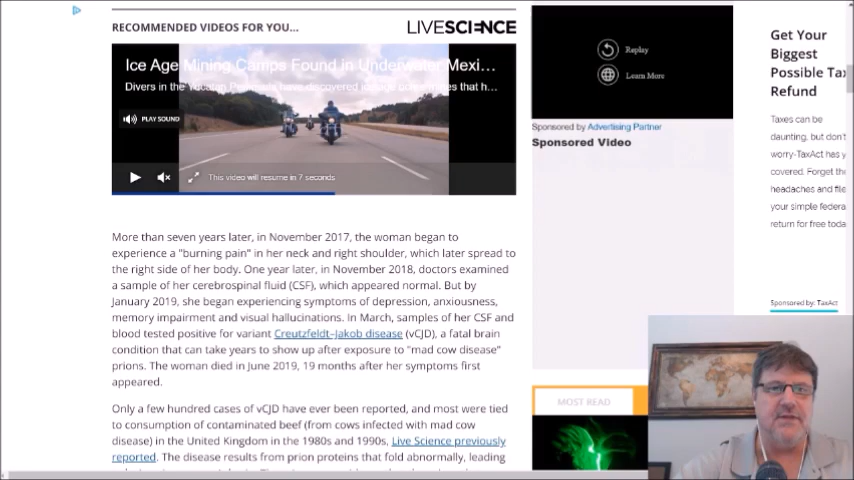 RECOMMENDED VIDEOS FOR YOU...
LIVESCIENCE
Ice Age Mining Camps Found in Underwater Mexi...
Divers in the Yucatan Peninsula have discovered
that h...
PLAY SOUND
This video will resume in 7 seconds
More than seven years later, in November 2017, the woman began to
experience a "burning pain" in her neck and right shoulder, which later spread to
the right side of her body. One year later, in November 2018, doctors examined
a sample of her cerebrospinal fluid (CSF), which appeared normal. But by
January 2019, she began experiencing symptoms of depression, anxiousness,
memory impairment and visual hallucinations. In March, samples of her CSF and
blood tested positive for variant Creutzfeldt–Jakob disease (vCJD), a fatal brain
condition that can take years to show up after exposure to "mad cow disease"
prions. The woman died in June 2019, 19 months after her symptoms first
appeared.
Only a few hundred cases of vCJD have ever been reported, and most were tied
to consumption of contaminated beef (from cows infected with mad cow
disease) in the United Kingdom in the 1980s and 1990s, Live Science previously
reported. The disease results from prion proteins that fold abnormally, leading
Replay
Learn More
Sponsored by Advertising Partner
Sponsored Video
MOST READ
Get Your
Biggest
Possible Tax
Refund
Taxes can be
daunting, but don't
worry-TaxAct has y
covered. Forget the
headaches and file
your simple federa
return for free toda
Sponsored by: TaxAct